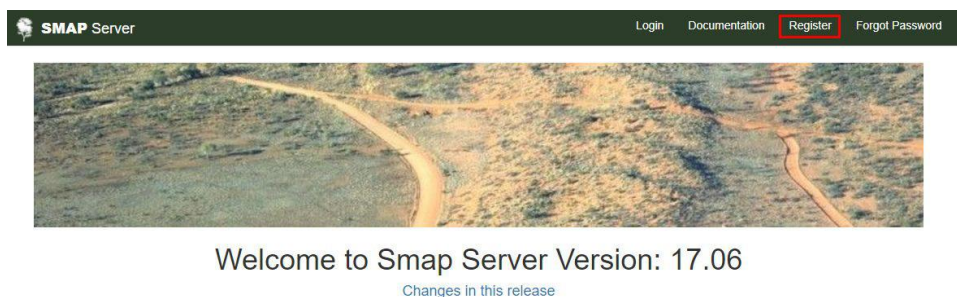 SMAP Server Login Documentation Register Forgot Password
Welcome to Smap Server Version: 17.06
Changes in this release